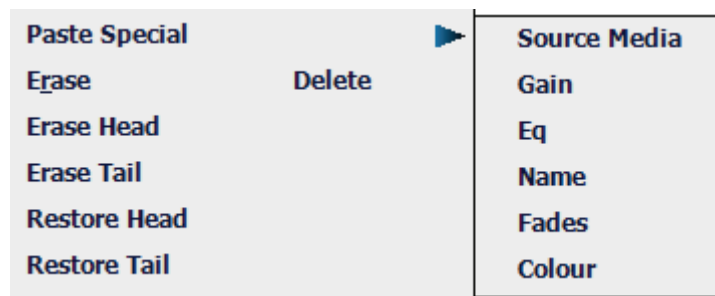 Paste Special
Erase Delete
Erase Head
Erase Tail
Restore Head
Restore Tail
Source Media
Gain
Eq
Name
Fades
Colour